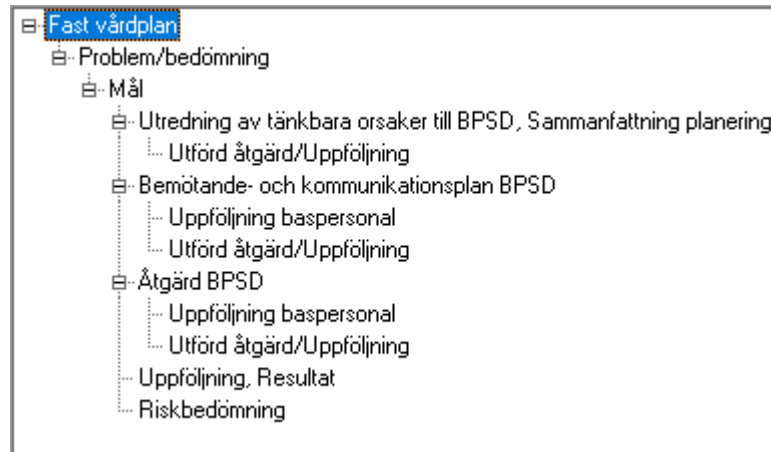 Fast vårdplan
Problem/bedömning
Mål
Utredning av tänkbara orsaker till BPSD, Sammanfattning planering
Utförd åtgärd/Uppföljning
Bemötande- och kommunikationsplan BPSD
Uppföljning baspersonal
Utförd åtgärd/Uppföljning
Åtgärd BPSD
Uppföljning baspersonal
Utförd åtgärd/Uppföljning
Uppföljning, Resultat
Riskbedömning